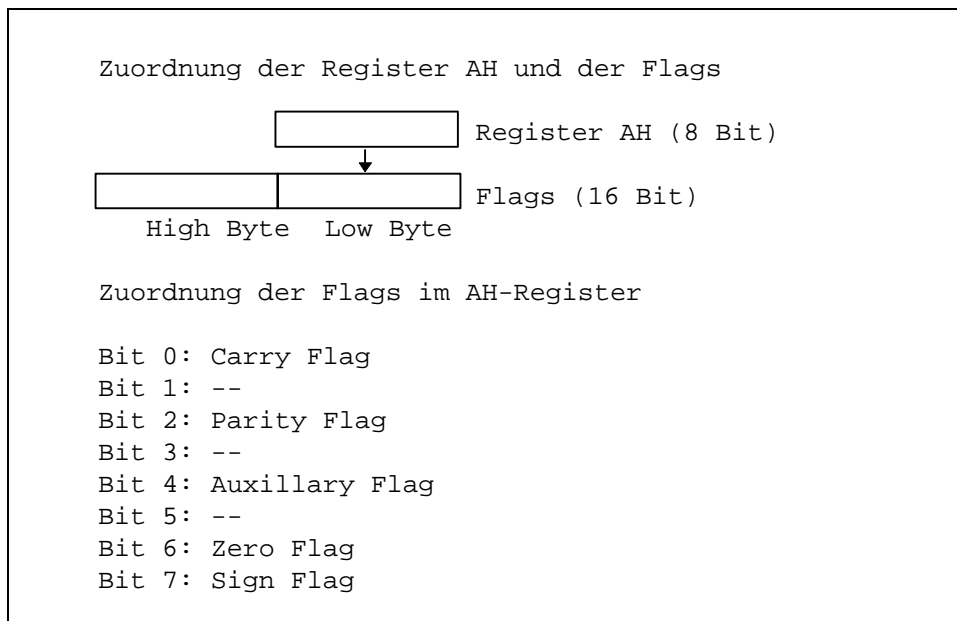 Zuordnung der Register AH und der Flags
Register AH (8 Bit)
Flags (16 Bit)
High Byte Low Byte
Zuordnung der Flags im AH-Register
Bit 0: Carry Flag
Bit 1: --
Bit 2: Parity Flag
Bit 3: --
Bit 4: Auxillary Flag
Bit 5: --
Bit 6: Zero Flag
Bit 7: Sign Flag